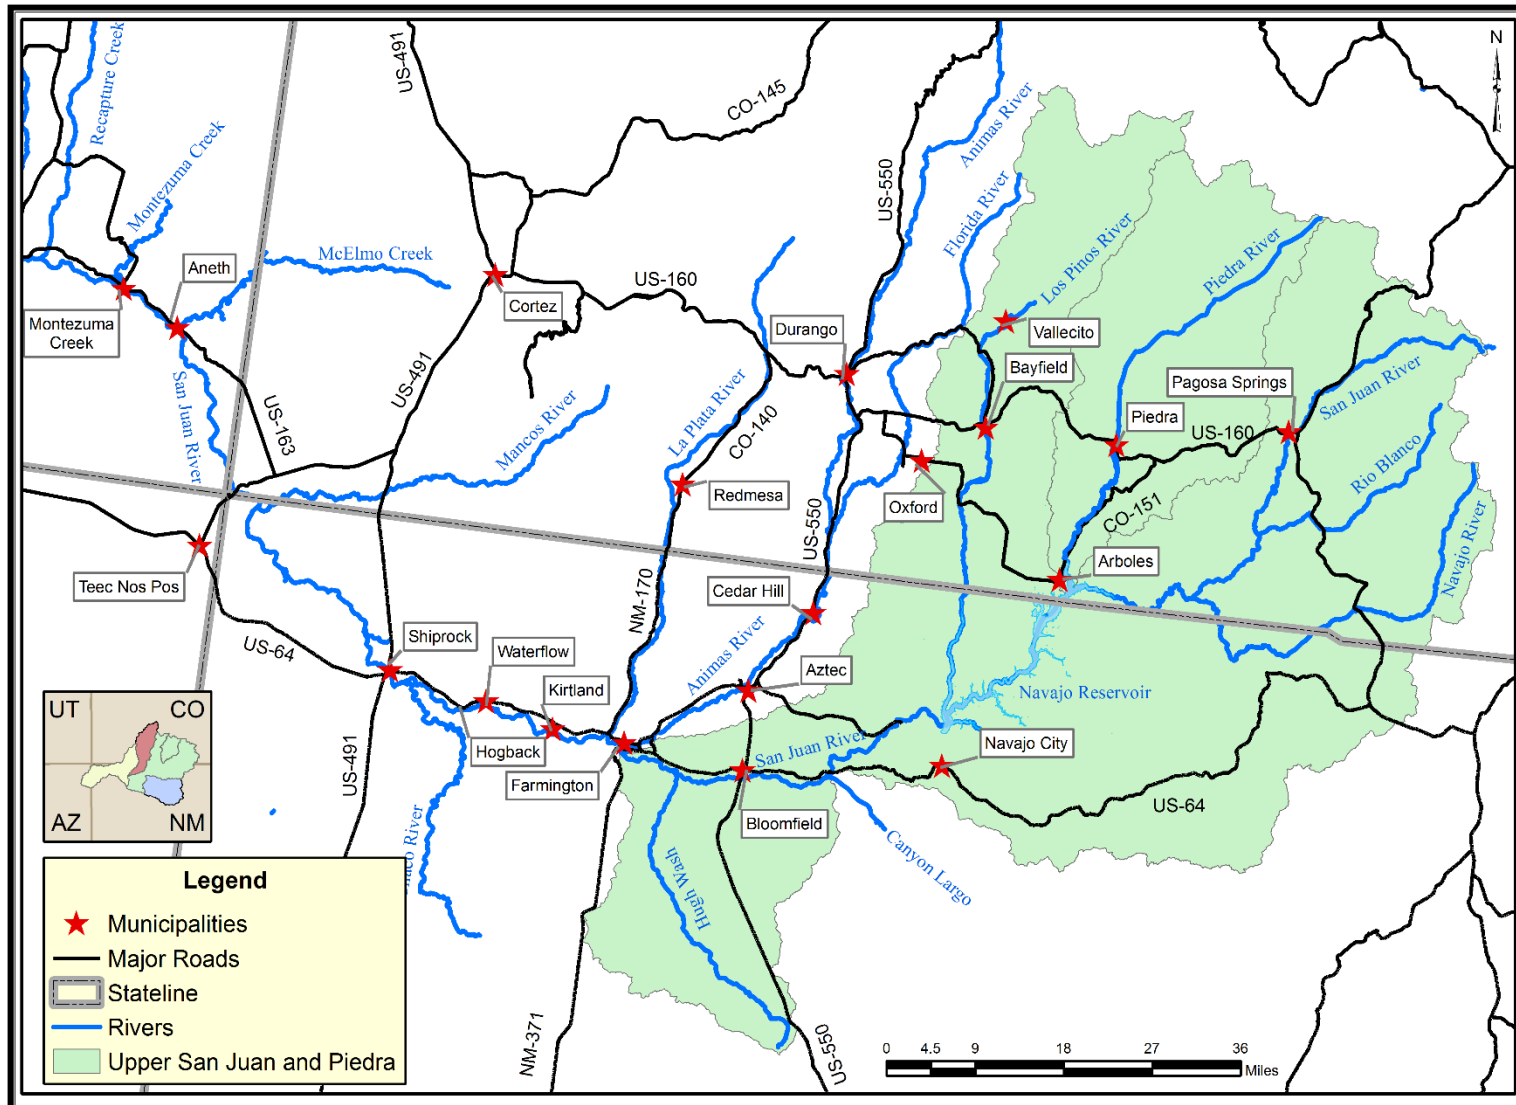 N
Recapture Creek
US-491
CO-145
Animas River
Montezuma Creek
US-550
Florida River
Los Pinos River
Piedra River
Aneth
McElmo Creek
US-160
Cortez
Montezuma
Creek
Durango
Vallecito
Bayfield
Pagosa Springs
San Juan River
US-491
San Juan River
US-163
Mancos River
La Plata River
CO-140
Piedra
US-160
Rio Blanco
Redmesa
Oxford
CO-151
US-550
Navajo River
Teec Nos Pos
Arboles
Cedar Hill
NM-170
Shiprock
US-64
Waterflow
Animas River
Aztec
Kirtland
Navajo Reservoir
UT
CO
Hogback
San Juan River
Navajo City
Farmington
US-491
US-64
AZ
NM
Bloomfield
Canyon Largo
Hugh Wash
Legend
Municipalities
Major Roads
Stateline
Rivers
Upper San Juan and Piedra
NM-371
US-550
0 4.5 9 18 27 36
Miles